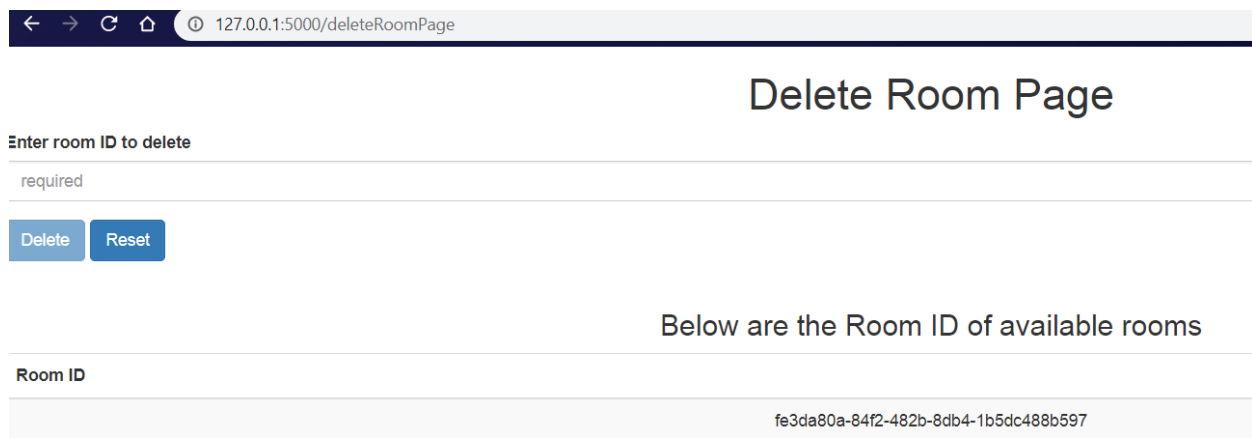 127.0.0.1:5000/deleteRoomPage
Delete Room Page
Enter room ID to delete
required
Delete Reset
Below are the Room ID of available rooms
Room ID
fe3da80a-84f2-482b-8db4-1b5dc488b597